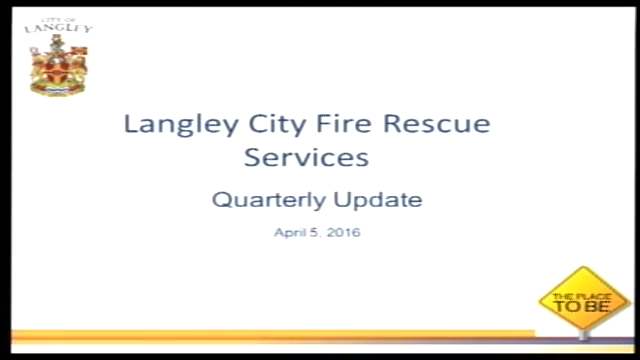 CITY OF
LANGLEY
Langley City Fire Rescue
Services
Quarterly Update
April 5, 2016
THE PLACE
TO BE